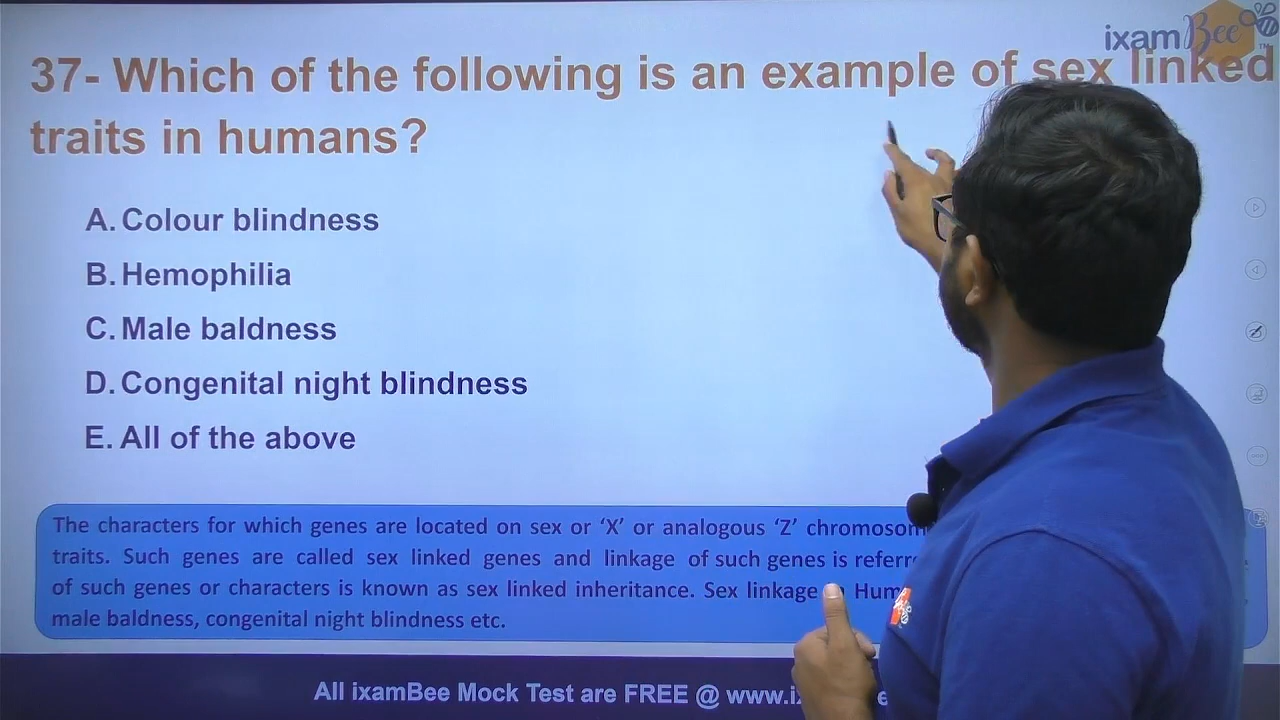 ixamBee
37- Which of the following is an example of sex linked
traits in humans?
A. Colour blindness
B. Hemophilia
C. Male baldness
D. Congenital night blindness
E. All of the above
The characters for which genes are located on sex or ‘X’ or analogous ‘Z’
traits. Such genes are called sex linked genes and linkage of such genes is
of such genes or characters is known as sex linked inheritance. Sex linkage
male baldness, congenital night blindness etc.
All ixamBee Mock Test are FREE @